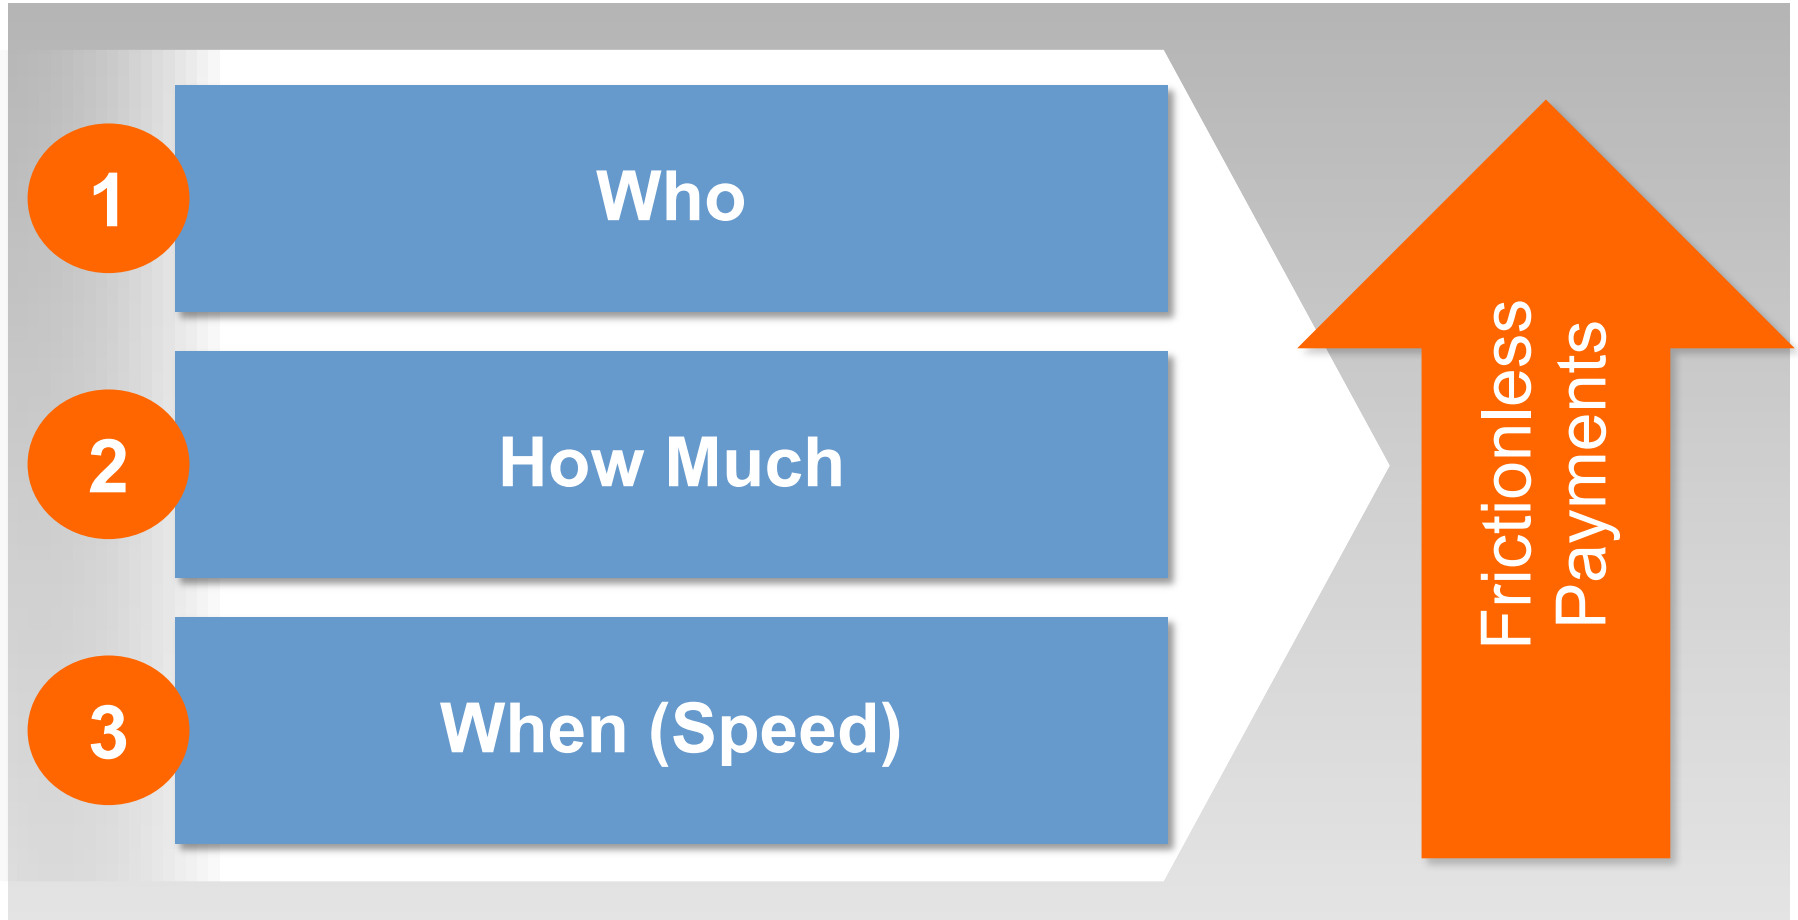 1
Who
2
How Much
3
When (Speed)
Frictionless
Payments